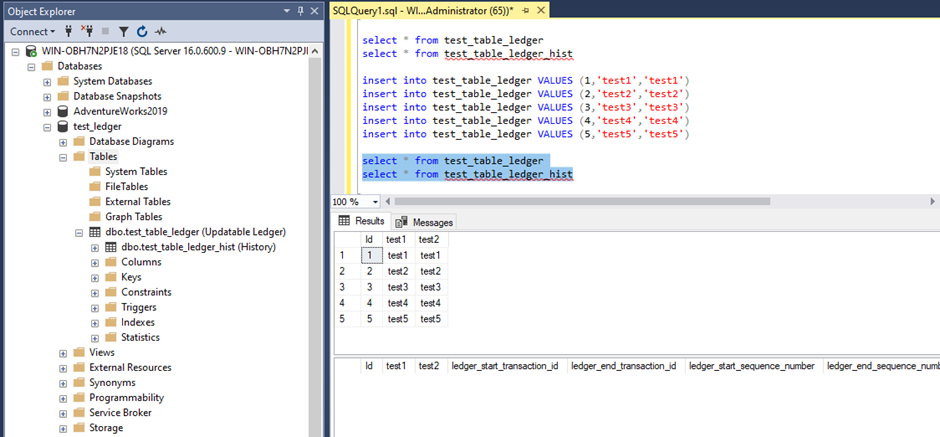 Object Explorer
Connect
WIN-OBH7N2PJE18 (SQL Server 16.0.600.9 - WIN-OBH7N2PJI
Databases
System Databases
Database Snapshots
AdventureWorks2019
test_ledger
Database Diagrams
Tables
System Tables
FileTables
External Tables
Graph Tables
dbo.test_table_ledger (Updatable Ledger)
dbo.test_table_ledger_hist (History)
Columns
Keys
Constraints
Triggers
Indexes
Statistics
Views
External Resources
Synonyms
Programmability
Service Broker
Storage
SQLQuery1.sql - WI...Administrator (65))*
select * from test_table_ledger
select * from test_table_ledger_hist
insert into test_table_ledger VALUES (1,'test1','test1')
insert into test_table_ledger VALUES (2,'test2','test2')
insert into test_table_ledger VALUES (3,'test3','test3')
insert into test_table_ledger VALUES (4,'test4','test4')
insert into test_table_ledger VALUES (5,'test5','test5')
select * from test_table_ledger
select * from test_table_ledger_hist
100 %
Results Messages
Id test1 test2
1 1 test1 test1
2 2 test2 test2
3 3 test3 test3
4 4 test4 test4
5 5 test5 test5
Id test1 test2 ledger_start_transaction_id ledger_end_transaction_id ledger_start_sequence_number ledger_end_sequence_numb